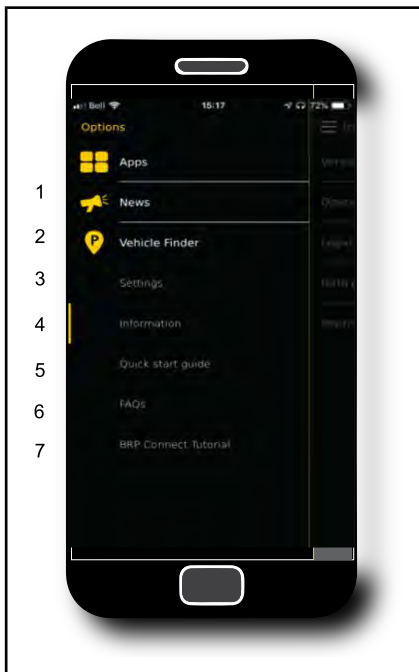 Bell 15:17 72%
Options
Apps
1 News
2 Vehicle Finder
P
3 Settings
4 Information
5 Quick start guide
6 FAQs
7 BRP Connect Tutorial